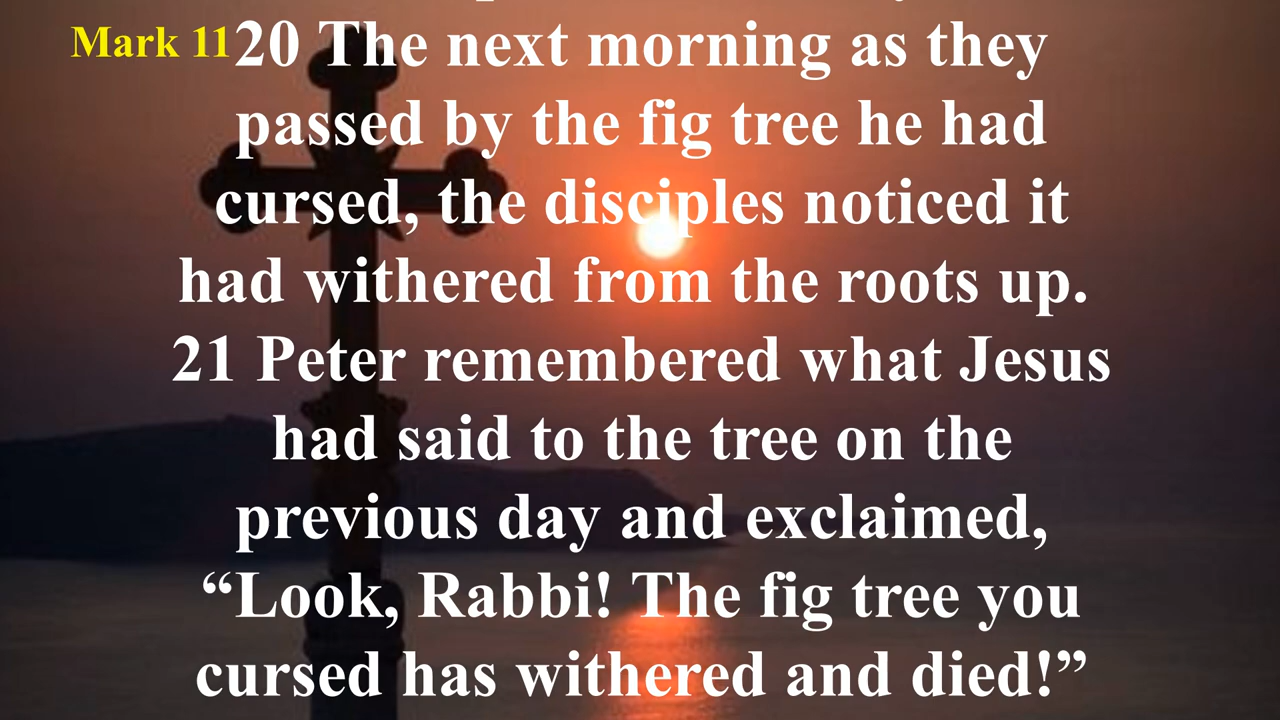 Mark 11
20 The next morning as they
passed by the fig tree he had
cursed, the disciples noticed it
had withered from the roots up.
21 Peter remembered what Jesus
had said to the tree on the
previous day and exclaimed,
“Look, Rabbi! The fig tree you
cursed has withered and died!”